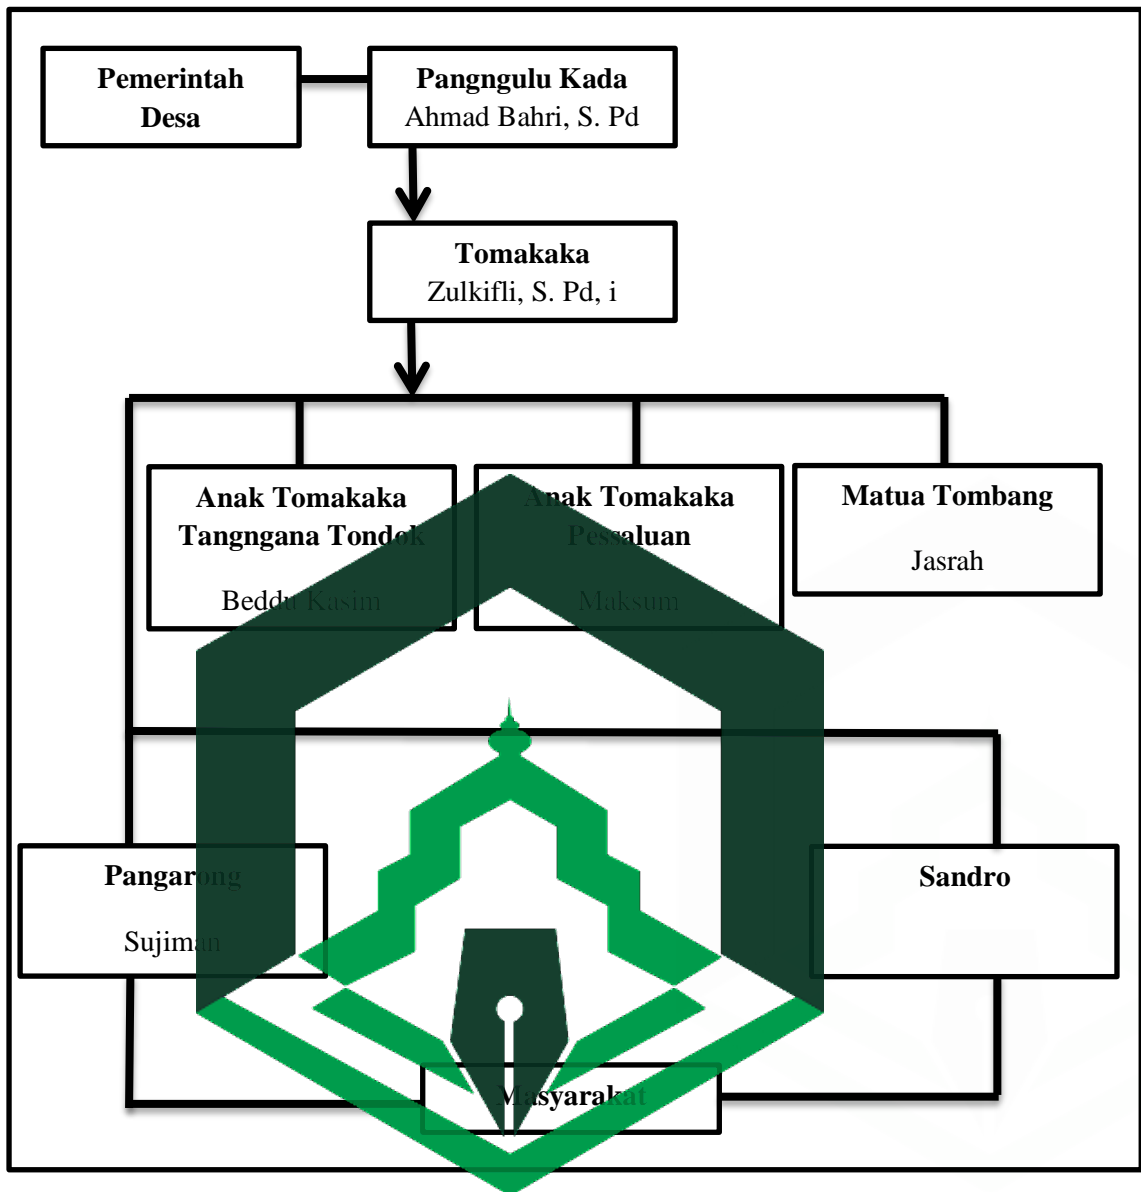 Pemerintah
Desa
Pangngulu Kada
Ahmad Bahri, S. Pd
Tomakaka
Zulkifli, S. Pd, i
Anak Tomakaka
Tangngana Tondok
Beddu Kasim
Anak Tomakaka
Pessaluan
Maksum
Matua Tombang
Jasrah
Pangarong
Sujiman
Sandro
Masyarakat